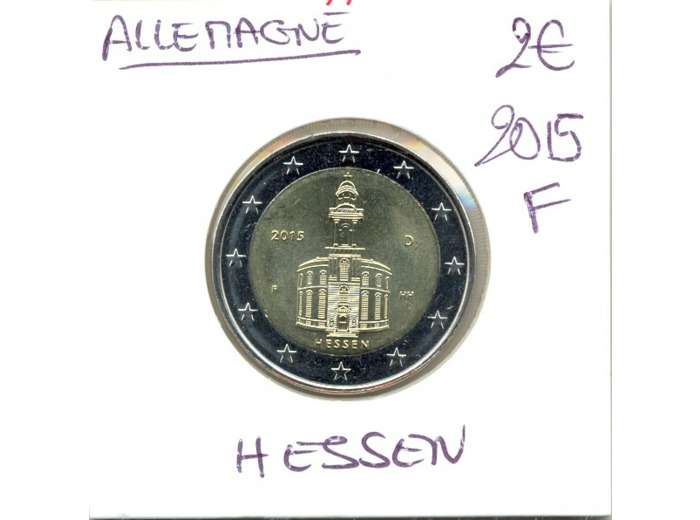 ALLEMAGNE
2€
2015
F
2015 D
F HH
HESSEN
HESSEN